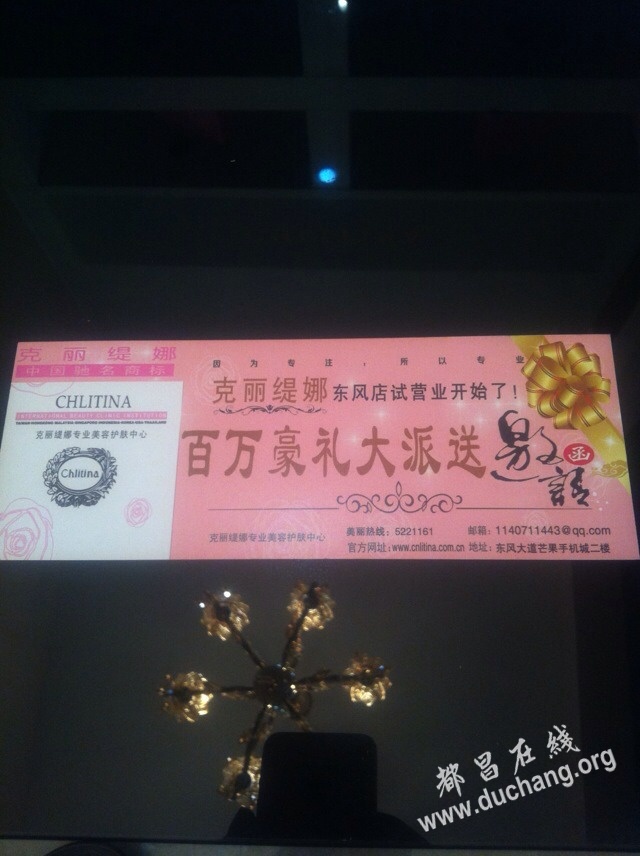 克丽缇娜
中国驰名商标
CHLITINA
INTERNATIONAL BEAUTY CLINIC INSTITUTION
克丽缇娜专业美容护肤中心
Chlitina
因为专注，所以专业
克丽缇娜 东风店试营业开始了！
百万豪礼大派送
邀请函
克丽缇娜专业美容护肤中心
美丽热线：5221161 邮箱：1140711443@qq.com
官方网址：www.cnlitina.com.cn 地址：东风大道芒果手机城二楼
都昌在线
www.duchang.org